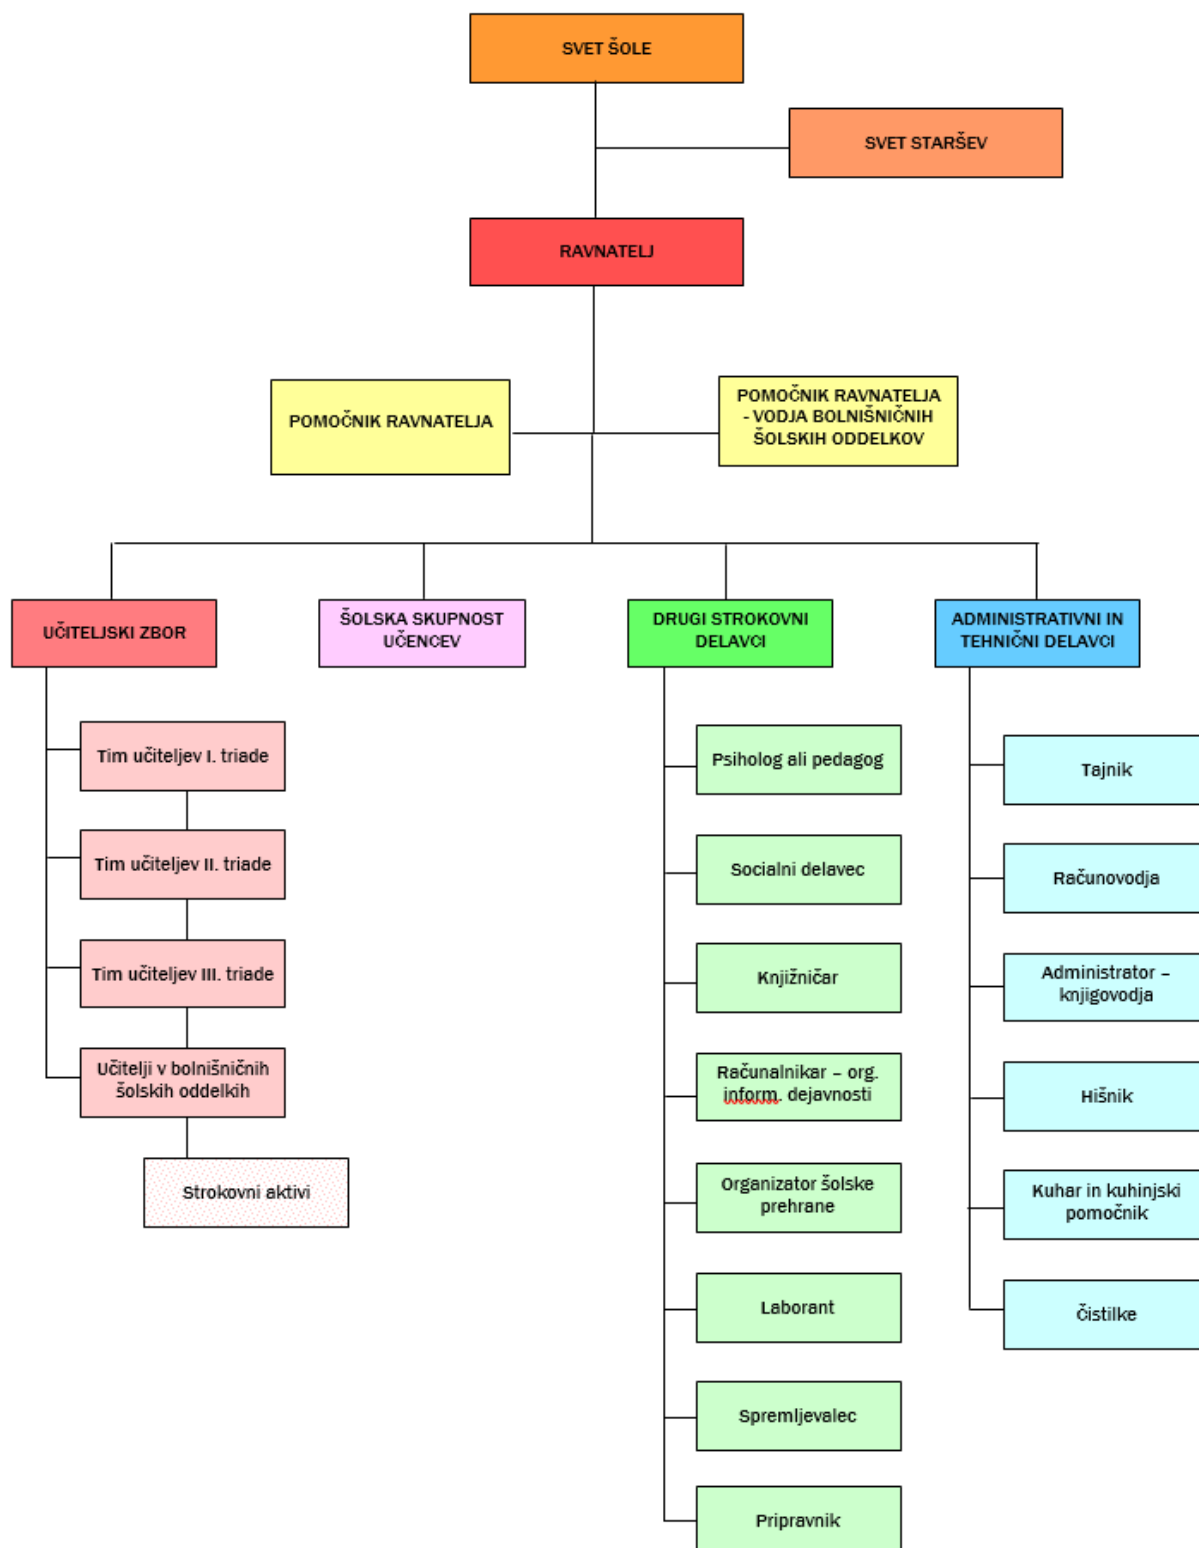 SVET ŠOLE
SVET STARŠEV
RAVNATELJ
POMOČNIK RAVNATELJA
POMOČNIK RAVNATELJA
- VODJA BOLNIŠNIČNIH
ŠOLSKIH ODDELKOV
UČITELJSKI ZBOR
ŠOLSKA SKUPNOST
UČENCEV
DRUGI STROKOVNI
DELAVCI
ADMINISTRATIVNI IN
TEHNIČNI DELAVCI
Tim učiteljev I. triade
Tim učiteljev II. triade
Tim učiteljev III. triade
Učitelji v bolnišničnih
šolskih oddelkih
Strokovni aktivi
Psiholog ali pedagog
Socialni delavec
Knjižničar
Računalnikar – org.
inform. dejavnosti
Organizator šolske
prehrane
Laborant
Spremljevalec
Pripravnik
Tajnik
Računovodja
Administrator –
knjigovodja
Hišnik
Kuhar in kuhinjski
pomočnik
Čistilke